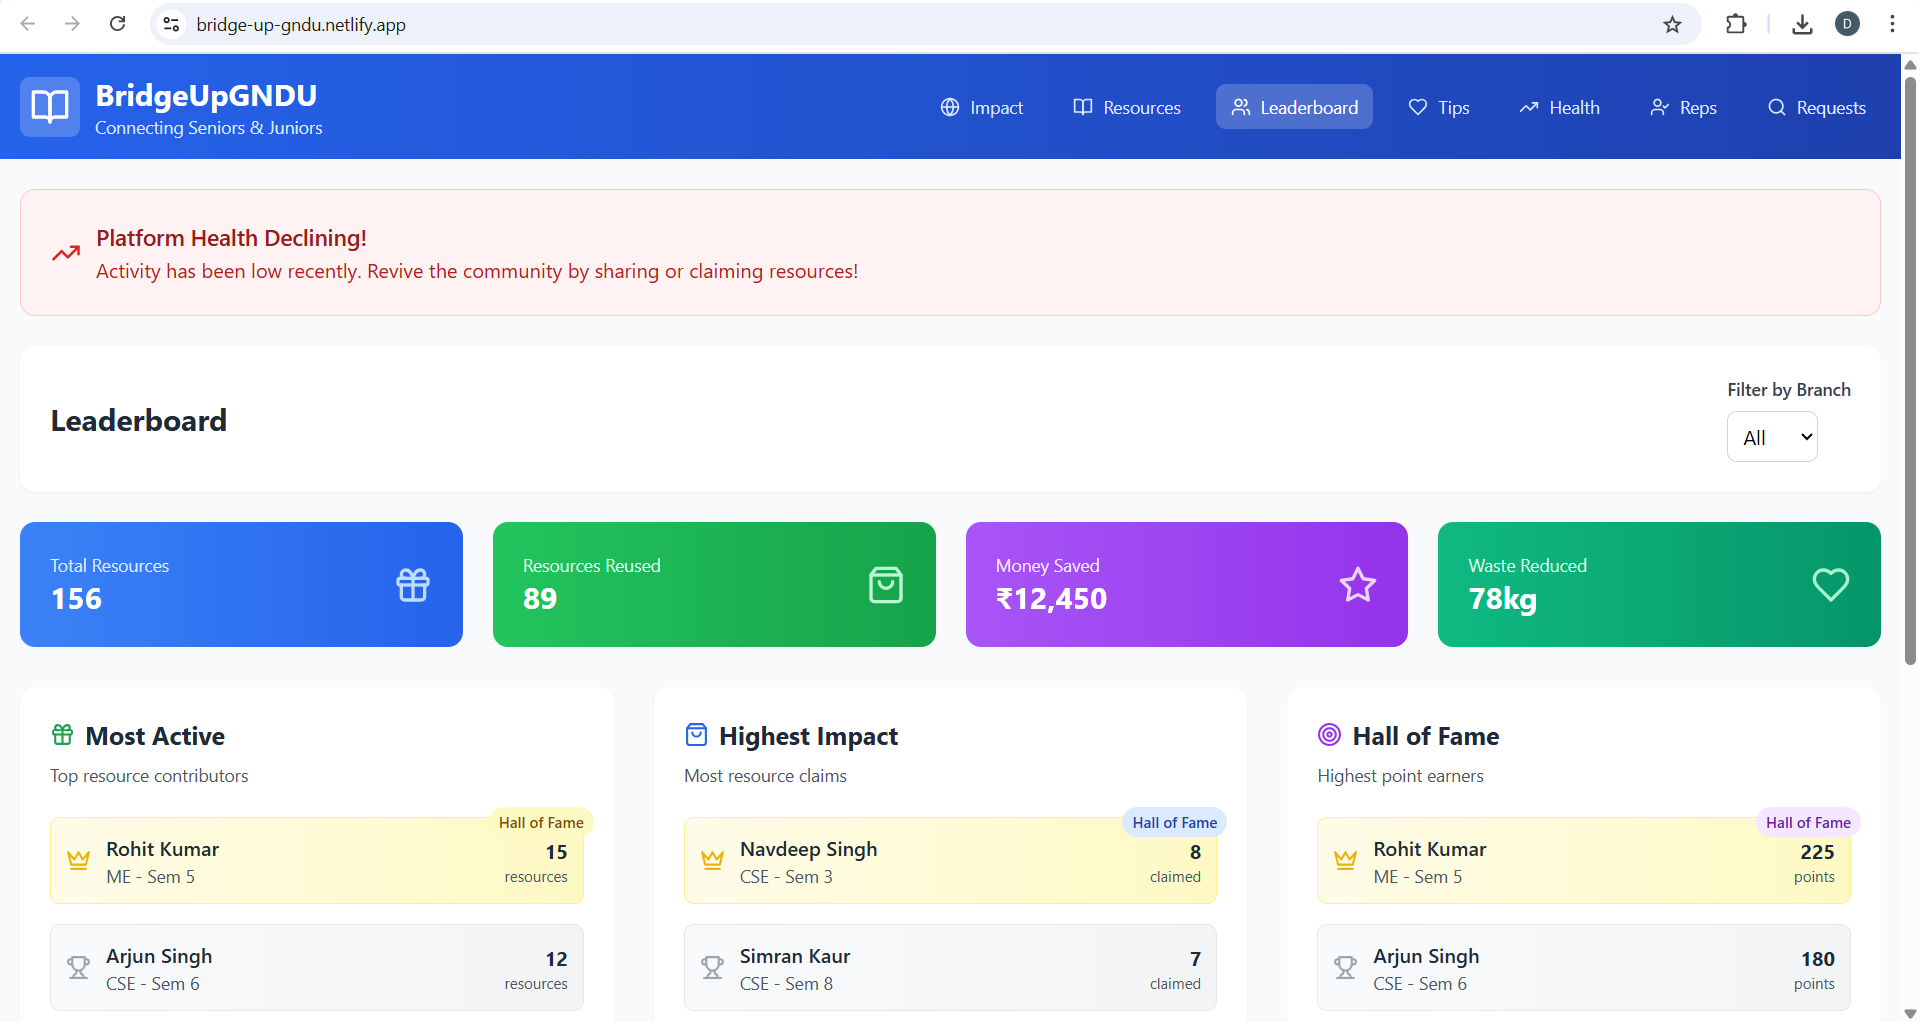 bridge-up-gndu.netlify.app
D
BridgeUpGNDU
Connecting Seniors & Juniors
Impact
Resources
Leaderboard
Tips
Health
Reps
Requests
Platform Health Declining!
Activity has been low recently. Revive the community by sharing or claiming resources!
Leaderboard
Filter by Branch
All
Total Resources
156
Resources Reused
89
Money Saved
₹12,450
Waste Reduced
78kg
Most Active
Top resource contributors
Hall of Fame
Rohit Kumar
15
ME - Sem 5
resources
Arjun Singh
12
CSE - Sem 6
resources
Highest Impact
Most resource claims
Hall of Fame
Navdeep Singh
8
CSE - Sem 3
claimed
Simran Kaur
7
CSE - Sem 8
claimed
Hall of Fame
Highest point earners
Hall of Fame
Rohit Kumar
225
ME - Sem 5
points
Arjun Singh
180
CSE - Sem 6
points